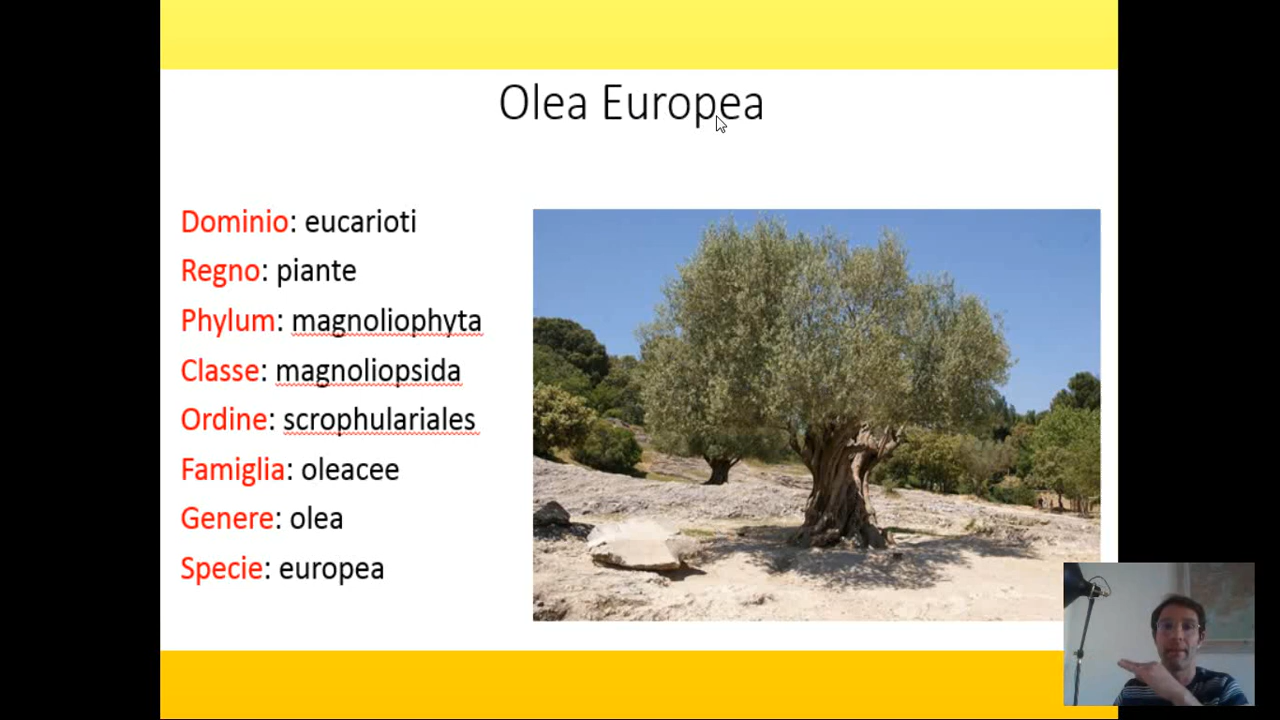 Olea Europea
Dominio: eucarioti
Regno: piante
Phylum: magnoliophyta
Classe: magnoliopsida
Ordine: scrophulariales
Famiglia: oleacee
Genere: olea
Specie: europea